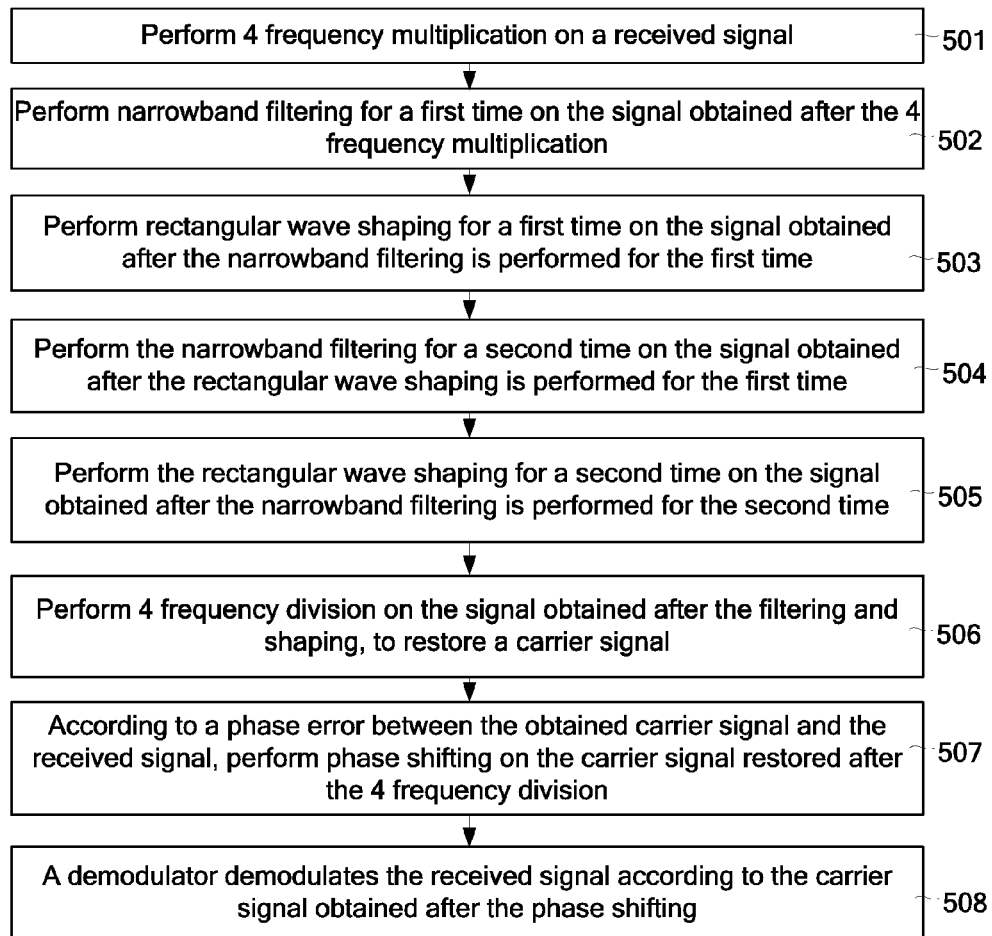 Perform 4 frequency multiplication on a received signal
501
Perform narrowband filtering for a first time on the signal obtained after the 4
frequency multiplication
502
Perform rectangular wave shaping for a first time on the signal obtained
after the narrowband filtering is performed for the first time
503
Perform the narrowband filtering for a second time on the signal obtained
after the rectangular wave shaping is performed for the first time
504
Perform the rectangular wave shaping for a second time on the signal
obtained after the narrowband filtering is performed for the second time
505
Perform 4 frequency division on the signal obtained after the filtering and
shaping, to restore a carrier signal
506
According to a phase error between the obtained carrier signal and the
received signal, perform phase shifting on the carrier signal restored after
the 4 frequency division
507
A demodulator demodulates the received signal according to the carrier
signal obtained after the phase shifting
508